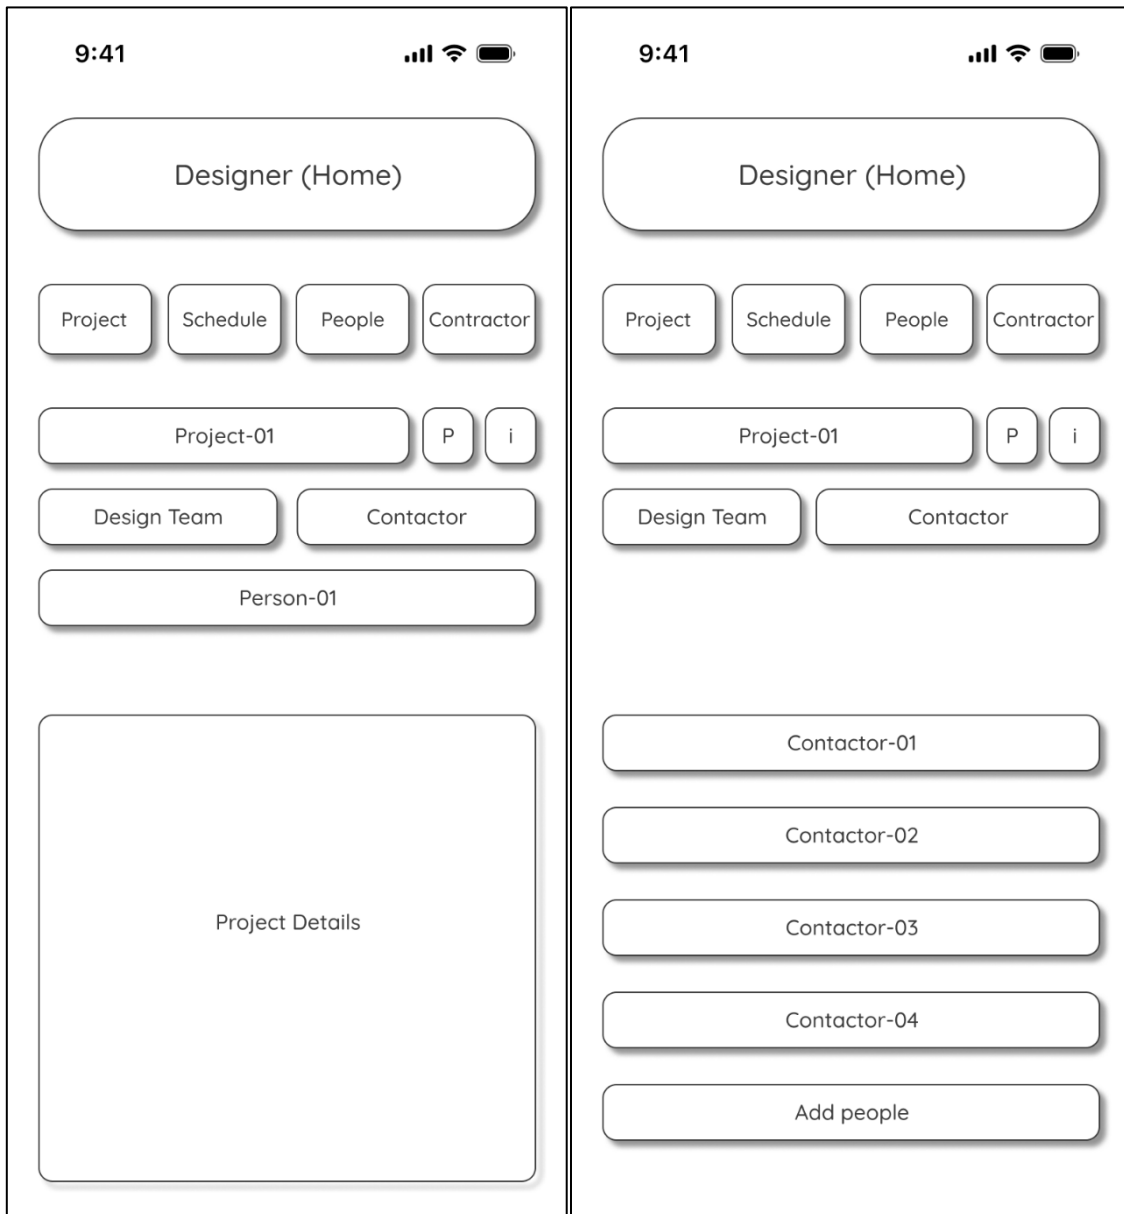 9:41
Designer (Home)
Project Schedule People Contractor
Project-01 P i
Design Team Contactor
Person-01
Project Details
9:41
Designer (Home)
Project Schedule People Contractor
Project-01 P i
Design Team Contactor
Contactor-01
Contactor-02
Contactor-03
Contactor-04
Add people